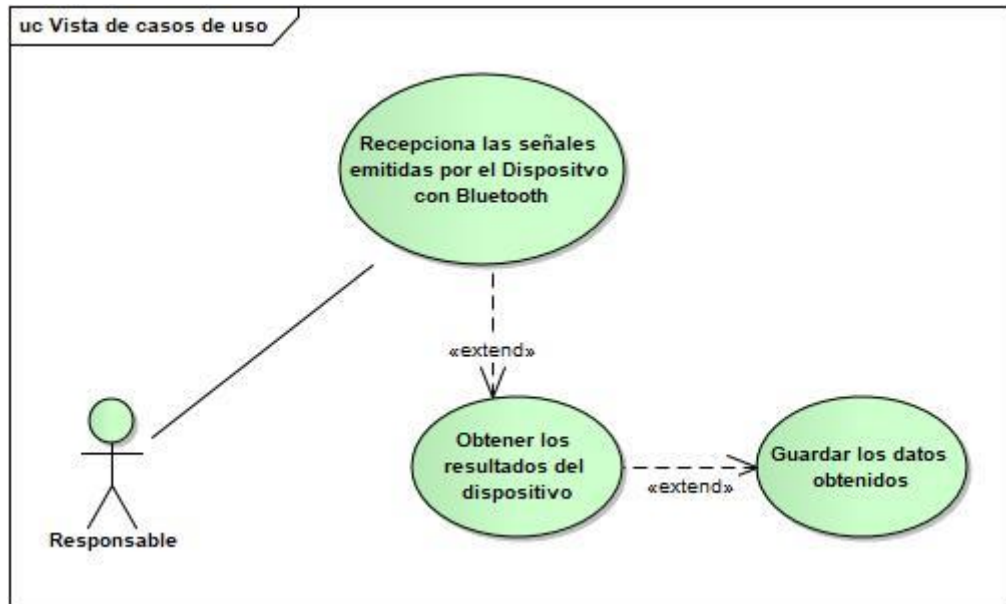 uc Vista de casos de uso
Recepciona las señales
emitidas por el Dispositvo
con Bluetooth
«extend»
Obtener los
resultados del
dispositivo
«extend»
Guardar los datos
obtenidos
Responsable